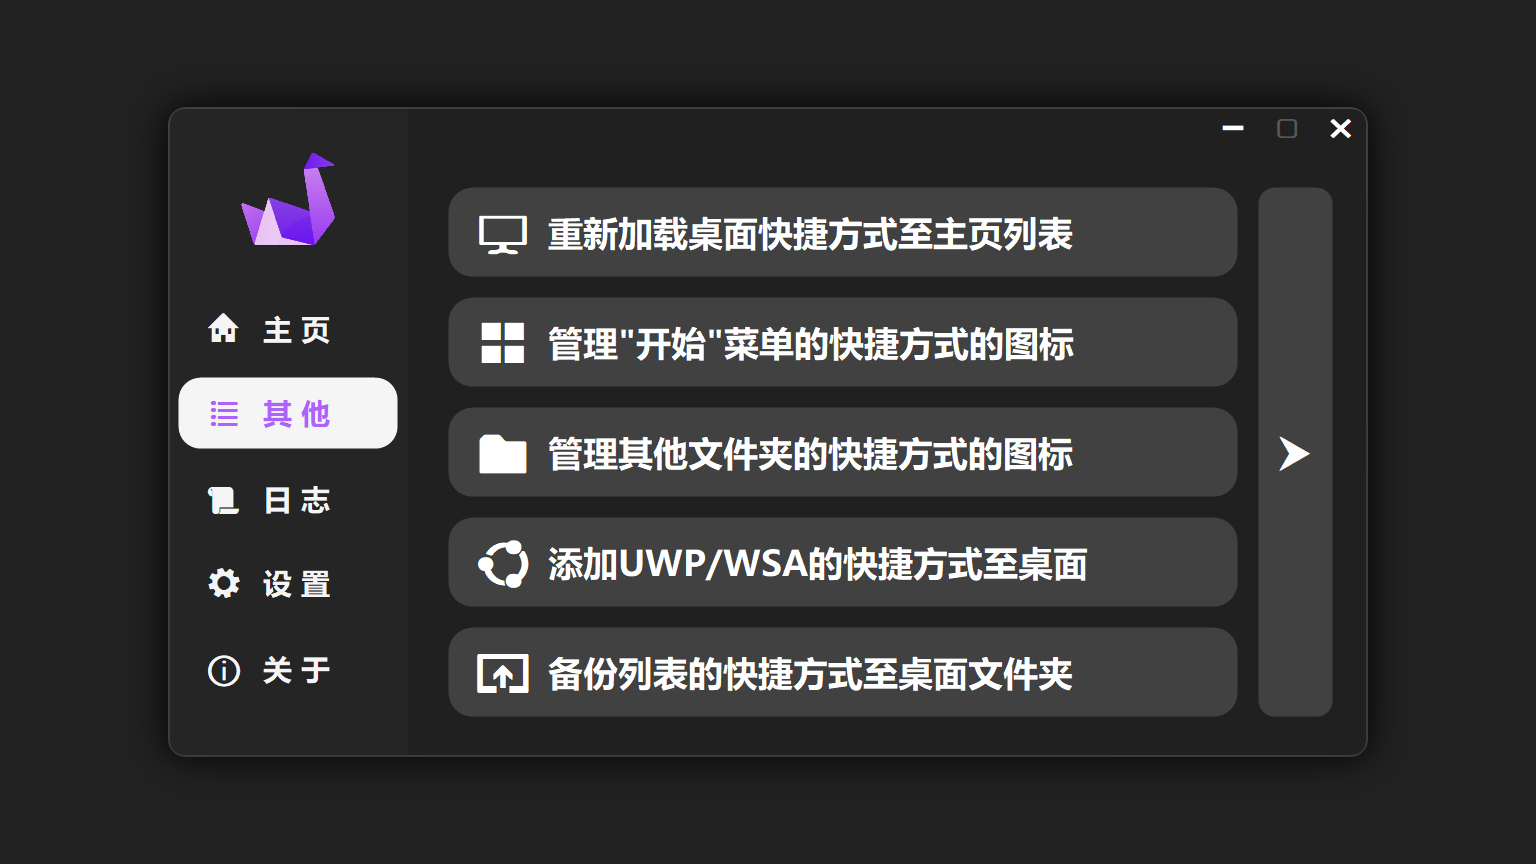 主页
其他
日志
设置
关于
重新加载桌面快捷方式至主页列表
管理"开始"菜单的快捷方式的图标
管理其他文件夹的快捷方式的图标
添加UWP/WSA的快捷方式至桌面
备份列表的快捷方式至桌面文件夹